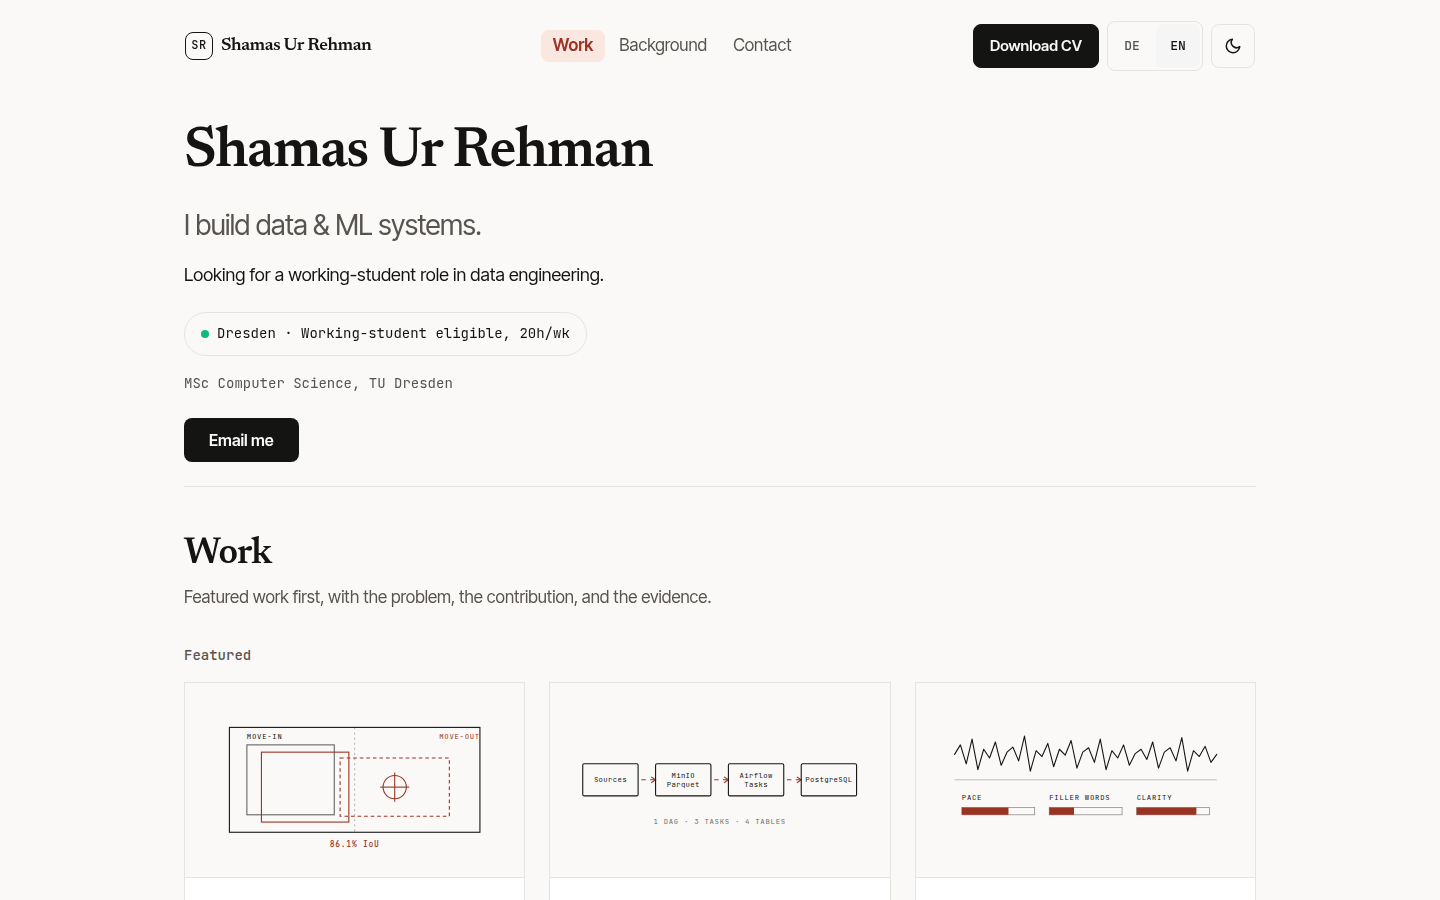 SR Shamas Ur Rehman Work Background Contact Download CV DE EN
Shamas Ur Rehman
I build data & ML systems.
Looking for a working-student role in data engineering.
Dresden · Working-student eligible, 20h/wk
MSc Computer Science, TU Dresden
Email me
Work
Featured work first, with the problem, the contribution, and the evidence.
Featured
MOVE-IN MOVE-OUT
86.1% IoU
Sources
MinIO
Parquet
Airflow
Tasks
PostgreSQL
1 DAG · 3 TASKS · 4 TABLES
PACE FILLER WORDS CLARITY